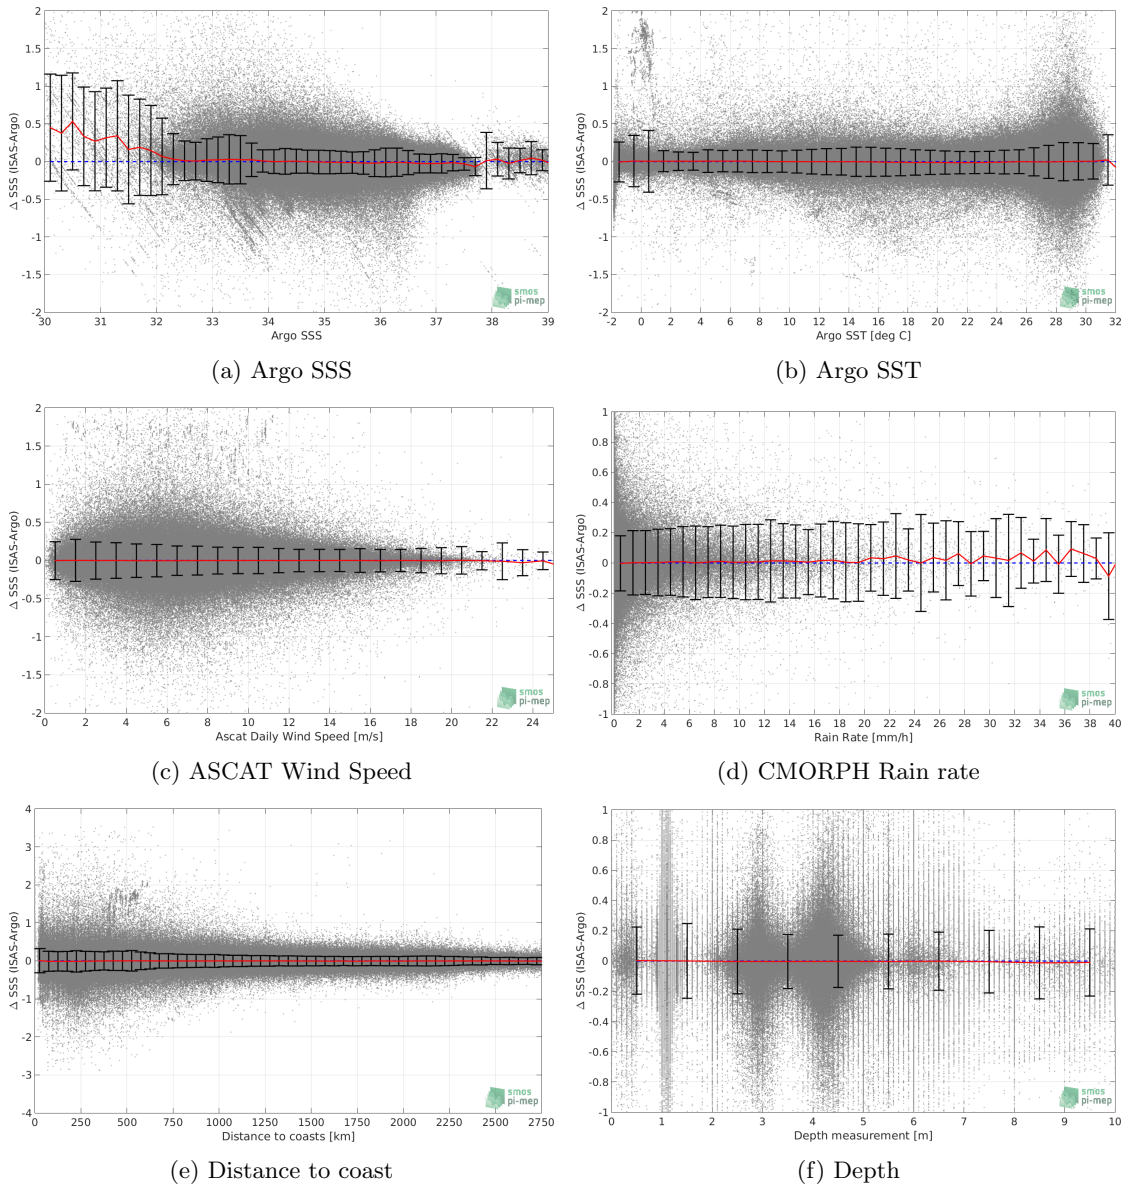 2
1.5
1
0.5
0
-0.5
-1
-1.5
-2
Δ SSS (ISAS-Argo)
30 31 32 33 34 35 36 37 38 39
Argo SSS
smos
pi-mep
(a) Argo SSS
2
1.5
1
0.5
0
-0.5
-1
-1.5
-2
Δ SSS (ISAS-Argo)
-2 0 2 4 6 8 10 12 14 16 18 20 22 24 26 28 30 32
Argo SST [deg C]
smos
pi-mep
(b) Argo SST
2
1.5
1
0.5
0
-0.5
-1
-1.5
-2
Δ SSS (ISAS-Argo)
0 2 4 6 8 10 12 14 16 18 20 22 24
Ascat Daily Wind Speed [m/s]
smos
pi-mep
(c) ASCAT Wind Speed
1
0.8
0.6
0.4
0.2
0
-0.2
-0.4
-0.6
-0.8
-1
Δ SSS (ISAS-Argo)
0 2 4 6 8 10 12 14 16 18 20 22 24 26 28 30 32 34 36 38 40
Rain Rate [mm/h]
smos
pi-mep
(d) CMORPH Rain rate
4
3
2
1
0
-1
-2
-3
-4
Δ SSS (ISAS-Argo)
0 250 500 750 1000 1250 1500 1750 2000 2250 2500 2750
Distance to coasts [km]
smos
pi-mep
(e) Distance to coast
1
0.8
0.6
0.4
0.2
0
-0.2
-0.4
-0.6
-0.8
-1
Δ SSS (ISAS-Argo)
0 1 2 3 4 5 6 7 8 9 10
Depth measurement [m]
smos
pi-mep
(f) Depth